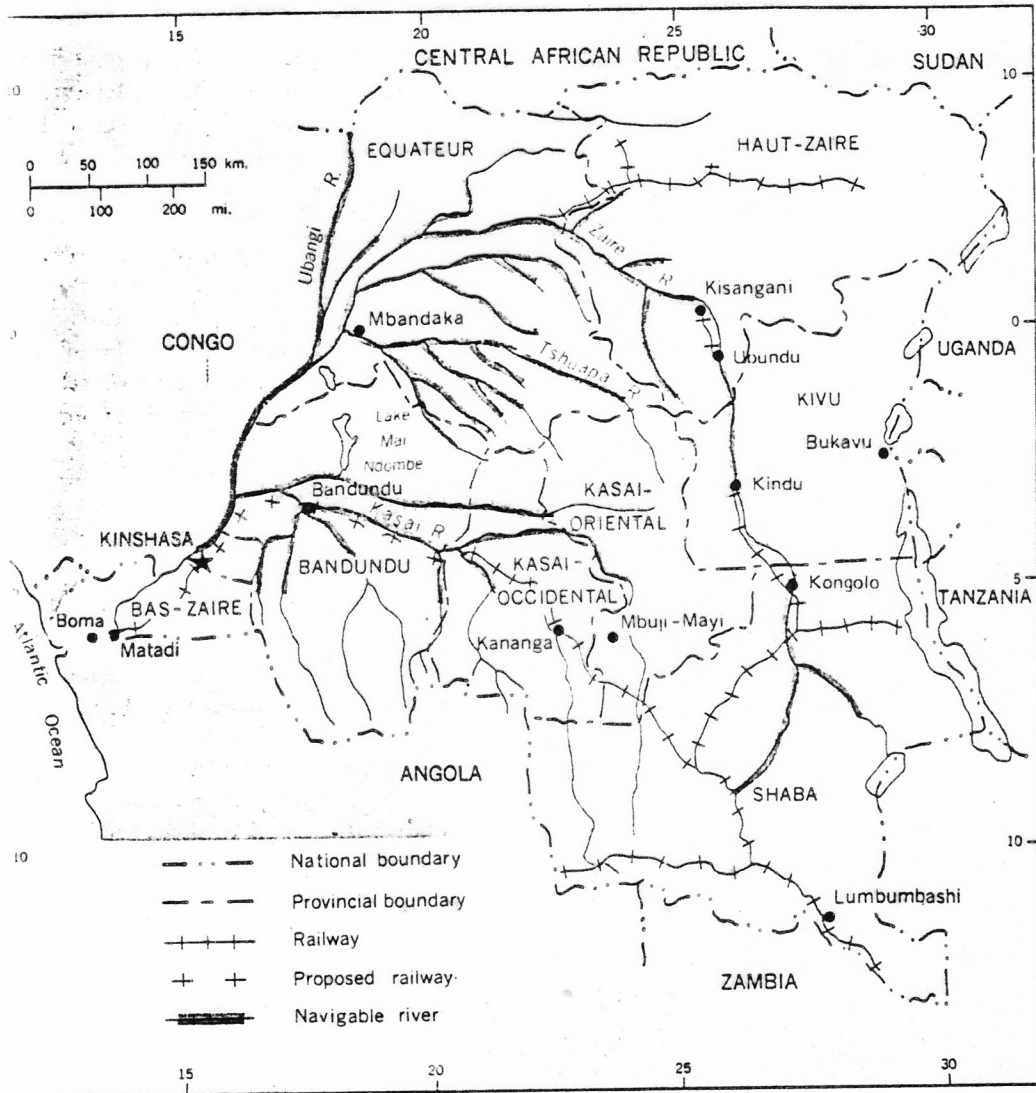 15
20
25
30
CENTRAL AFRICAN REPUBLIC
SUDAN
10
10
EQUATEUR
HAUT-ZAIRE
0 50 100 150 km.
0 100 200 mi.
Ubangi R.
Zaire R
Kisangani
0
Mbandaka
CONGO
Ubundu
UGANDA
Tshuapa R
KIVU
Lake
Mai
Ndombe
Bukavu
Bandundu
KASAI-
ORIENTAL
Kindu
Kasai R
KINSHASA
BANDUNDU
KASAI-
OCCIDENTAL
5
Kongolo
TANZANIA
BAS-ZAIRE
Boma
Matadi
Kananga
Mbuji-Mayi
Atlantic
Ocean
ANGOLA
SHABA
10
10
National boundary
Provincial boundary
Lumbumbashi
Railway
Proposed railway
ZAMBIA
Navigable river
15
20
25
30